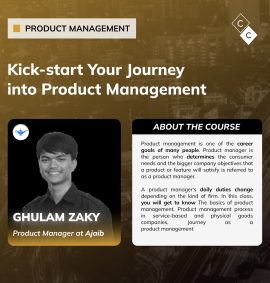 PRODUCT MANAGEMENT
C
C
Kick-start Your Journey
into Product Management
GHULAM ZAKY
Product Manager at Ajaib
ABOUT THE COURSE
Product management is one of the career
goals of many people. Product manager is
the person who determines the consumer
needs and the bigger company objectives that
a product or feature will satisfy is referred to
as a product manager.
A product manager's daily duties change
depending on the kind of firm. In this class,
you will get to know The basics of product
management, Product management process
in service-based and physical goods
companies, Journey as a
product management